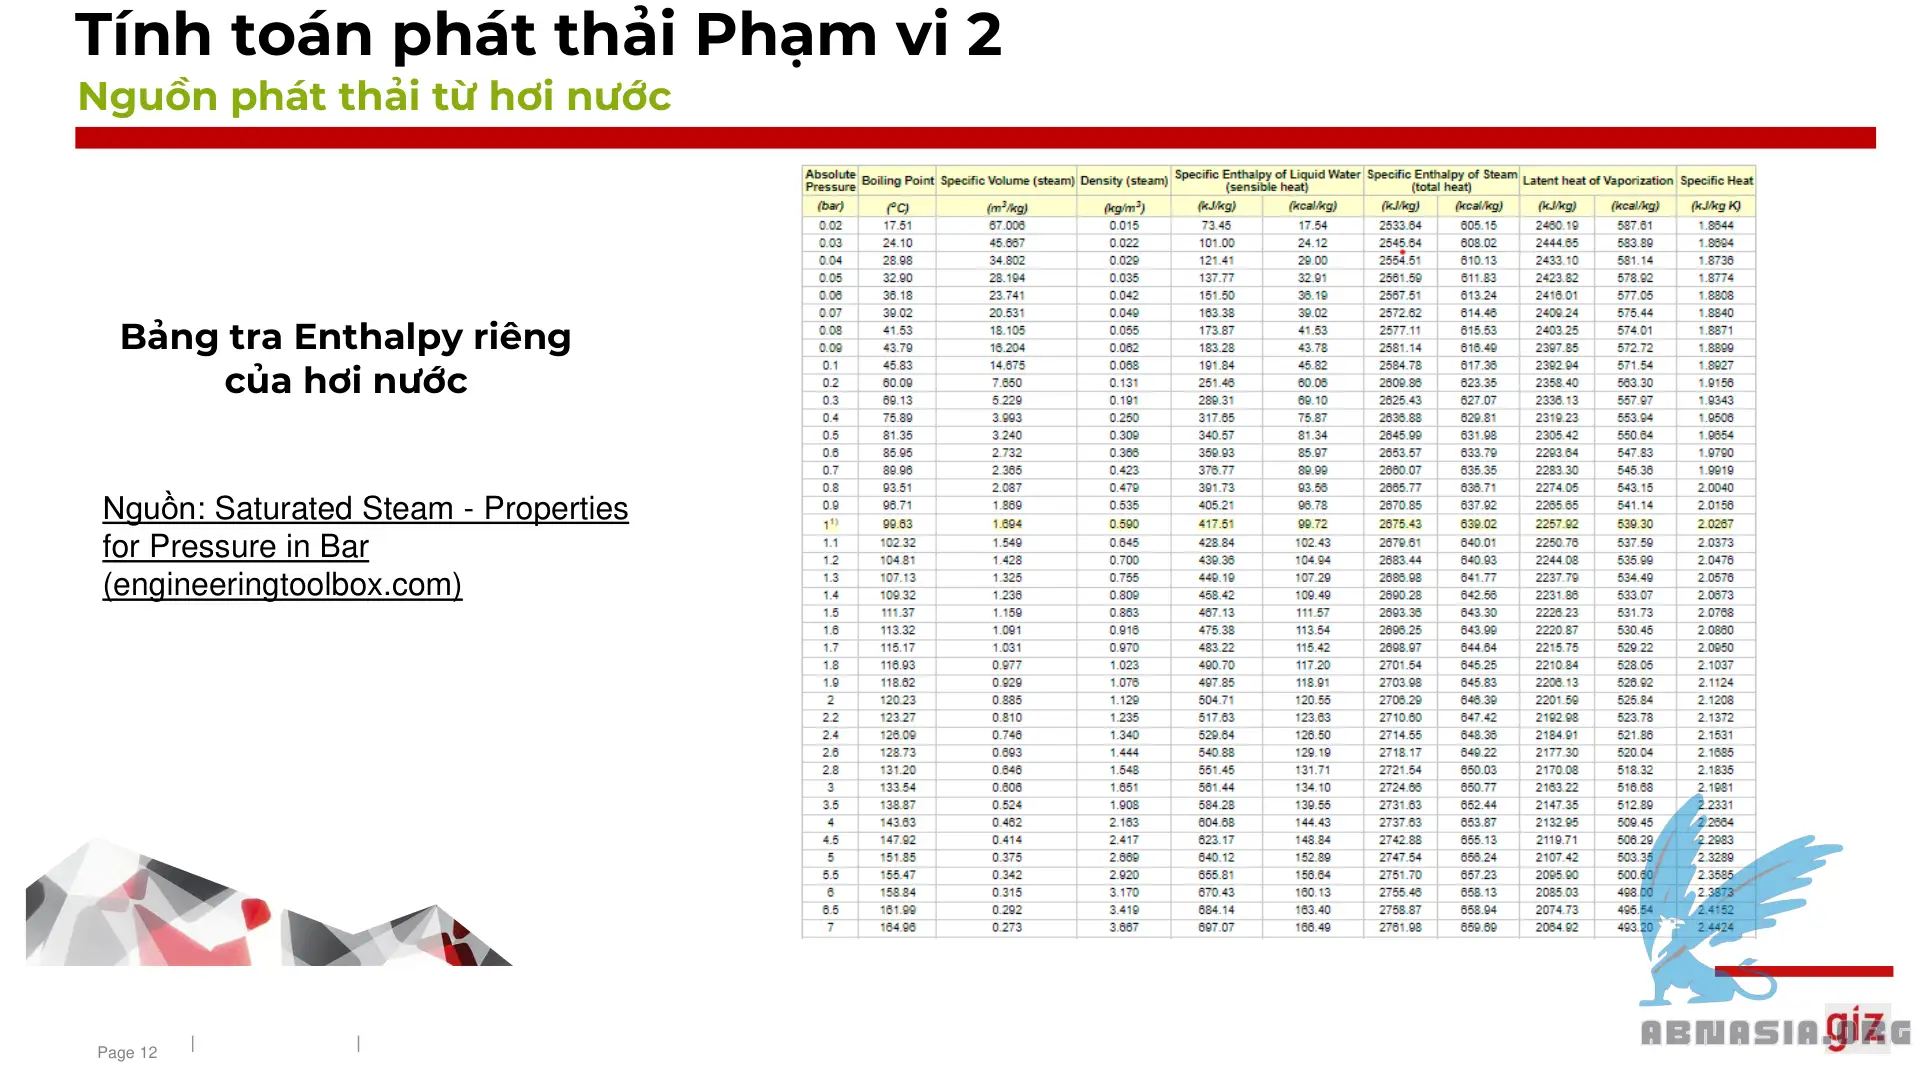 Tính toán phát thải Phạm vi 2
Nguồn phát thải từ hơi nước
Bảng tra Enthalpy riêng
của hơi nước
Nguồn: Saturated Steam - Properties
for Pressure in Bar
(engineeringtoolbox.com)
Absolute Pressure Boiling Point Specific Volume (steam) Density (steam) Specific Enthalpy of Liquid Water (sensible heat) Specific Enthalpy of Steam (total heat) Latent heat of Vaporization Specific Heat
(bar) (°C) (m³/kg) (kg/m³) (kJ/kg) (kcal/kg) (kJ/kg) (kcal/kg) (kJ/kg) (kcal/kg) (kJ/kg K)
0.02 17.51 67.006 0.015 73.45 17.54 2533.64 605.15 2460.19 587.61 1.8644
0.03 24.10 45.667 0.022 101.00 24.12 2545.64 608.02 2444.65 583.89 1.8694
0.04 28.98 34.802 0.029 121.41 29.00 2554.51 610.13 2433.10 581.14 1.8736
0.05 32.90 28.194 0.035 137.77 32.91 2561.59 611.83 2423.82 578.92 1.8774
0.06 36.18 23.741 0.042 151.50 36.19 2567.51 613.24 2416.01 577.05 1.8808
0.07 39.02 20.531 0.049 163.38 39.02 2572.62 614.46 2409.24 575.44 1.8840
0.08 41.53 18.105 0.055 173.87 41.53 2577.11 615.53 2403.25 574.01 1.8871
0.09 43.79 16.204 0.062 183.28 43.78 2581.14 616.49 2397.85 572.72 1.8899
0.1 45.83 14.675 0.068 191.84 45.82 2584.78 617.36 2392.94 571.54 1.8927
0.2 60.09 7.650 0.131 251.46 60.06 2609.86 623.35 2358.40 563.30 1.9156
0.3 69.13 5.229 0.191 289.31 69.10 2625.43 627.07 2336.13 557.97 1.9343
0.4 75.89 3.993 0.250 317.65 75.87 2636.88 629.81 2319.23 553.94 1.9506
0.5 81.35 3.240 0.309 340.57 81.34 2645.99 631.98 2305.42 550.64 1.9654
0.6 85.95 2.732 0.366 359.93 85.97 2653.57 633.79 2293.64 547.83 1.9790
0.7 89.96 2.365 0.423 376.77 89.99 2660.07 635.35 2283.30 545.36 1.9919
0.8 93.51 2.087 0.479 391.73 93.56 2665.77 636.71 2274.05 543.15 2.0040
0.9 96.71 1.869 0.535 405.21 96.78 2670.85 637.92 2265.65 541.14 2.0156
1¹⁾ 99.63 1.694 0.590 417.51 99.72 2675.43 639.02 2257.92 539.30 2.0267
1.1 102.32 1.549 0.645 428.84 102.43 2679.61 640.01 2250.76 537.59 2.0373
1.2 104.81 1.428 0.700 439.36 104.94 2683.44 640.93 2244.08 535.99 2.0476
1.3 107.13 1.325 0.755 449.19 107.29 2686.98 641.77 2237.79 534.49 2.0576
1.4 109.32 1.236 0.809 458.42 109.49 2690.28 642.56 2231.86 533.07 2.0673
1.5 111.37 1.159 0.863 467.13 111.57 2693.36 643.30 2226.23 531.73 2.0768
1.6 113.32 1.091 0.916 475.38 113.54 2696.25 643.99 2220.87 530.45 2.0860
1.7 115.17 1.031 0.970 483.22 115.42 2698.97 644.64 2215.75 529.22 2.0950
1.8 116.93 0.977 1.023 490.70 117.20 2701.54 645.25 2210.84 528.05 2.1037
1.9 118.62 0.929 1.076 497.85 118.91 2703.98 645.83 2206.13 526.92 2.1124
2 120.23 0.885 1.129 504.71 120.55 2706.29 646.39 2201.59 525.84 2.1208
2.2 123.27 0.810 1.235 517.63 123.63 2710.60 647.42 2192.98 523.78 2.1372
2.4 126.09 0.746 1.340 529.64 126.50 2714.55 648.36 2184.91 521.86 2.1531
2.6 128.73 0.693 1.444 540.88 129.19 2718.17 649.22 2177.30 520.04 2.1685
2.8 131.20 0.646 1.548 551.45 131.71 2721.54 650.03 2170.08 518.32 2.1835
3 133.54 0.606 1.651 561.44 134.10 2724.66 650.77 2163.22 516.68 2.1981
3.5 138.87 0.524 1.908 584.28 139.55 2731.63 652.44 2147.35 512.89 2.2331
4 143.63 0.462 2.163 604.68 144.43 2737.63 653.87 2132.95 509.45 2.2664
4.5 147.92 0.414 2.417 623.17 148.84 2742.88 655.13 2119.71 506.29 2.2983
5 151.85 0.375 2.669 640.12 152.89 2747.54 656.24 2107.42 503.35 2.3289
5.5 155.47 0.342 2.920 655.81 156.64 2751.70 657.23 2095.90 500.60 2.3585
6 158.84 0.315 3.170 670.43 160.13 2755.46 658.13 2085.03 498.00 2.3873
6.5 161.99 0.292 3.419 684.14 163.40 2758.87 658.94 2074.73 495.54 2.4152
7 164.96 0.273 3.667 697.07 166.49 2761.98 659.69 2064.92 493.20 2.4424
Page 12
giz
ABNASIA.ORG